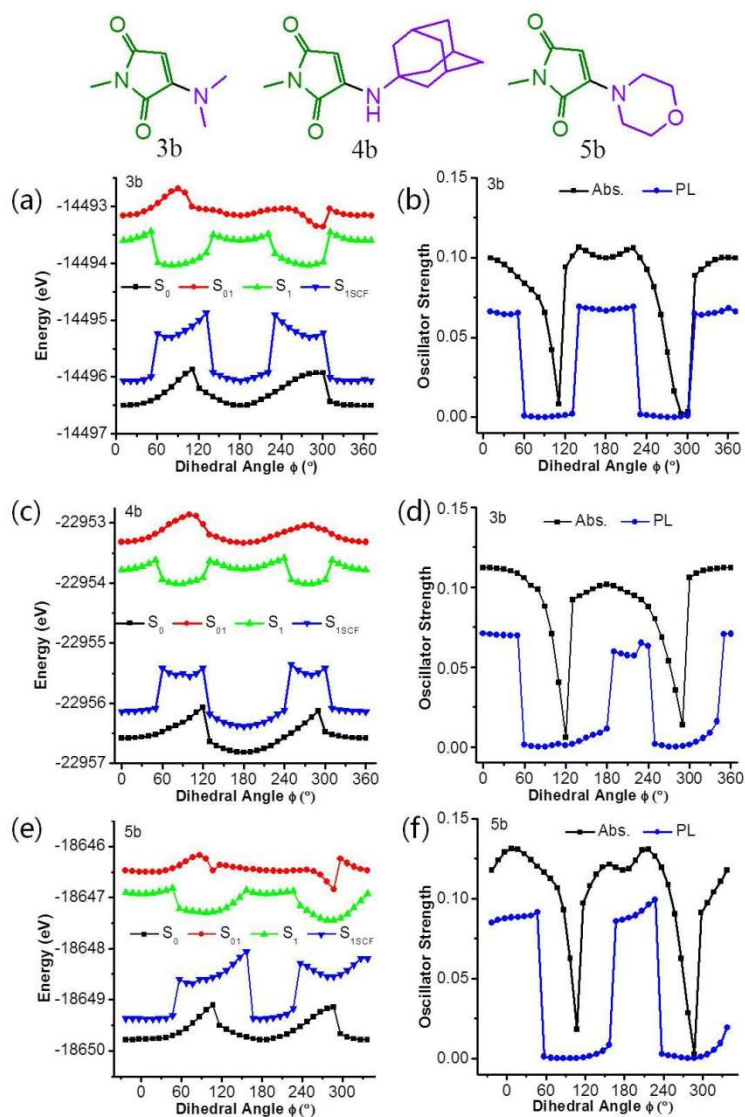 O
N
N
O
3b
O
N
N
H
O
4b
O
N
N
O
O
5b
(a)
3b
-14493
-14494
-14495
-14496
-14497
Energy (eV)
S0 S01 S1 S1SCF
0 60 120 180 240 300 360
Dihedral Angle ϕ (°)
(b)
3b
Abs. PL
0.15
0.10
0.05
0.00
Oscillator Strength
0 60 120 180 240 300 360
Dihedral Angle ϕ (°)
(c)
4b
-22953
-22954
-22955
-22956
-22957
Energy (eV)
S0 S01 S1 S1SCF
0 60 120 180 240 300 360
Dihedral Angle ϕ (°)
(d)
3b
Abs. PL
0.15
0.10
0.05
0.00
Oscillator Strength
0 60 120 180 240 300 360
Dihedral Angle ϕ (°)
(e)
5b
-18646
-18647
-18648
-18649
-18650
Energy (eV)
S0 S01 S1 S1SCF
0 60 120 180 240 300
Dihedral Angle ϕ (°)
(f)
5b
Abs. PL
0.15
0.10
0.05
0.00
Oscillator Strength
0 60 120 180 240 300
Dihedral Angle ϕ (°)